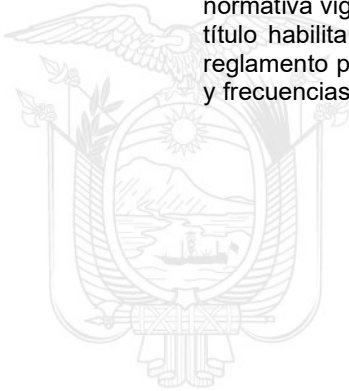 normativa vig
título habilita
reglamento p
y frecuencias